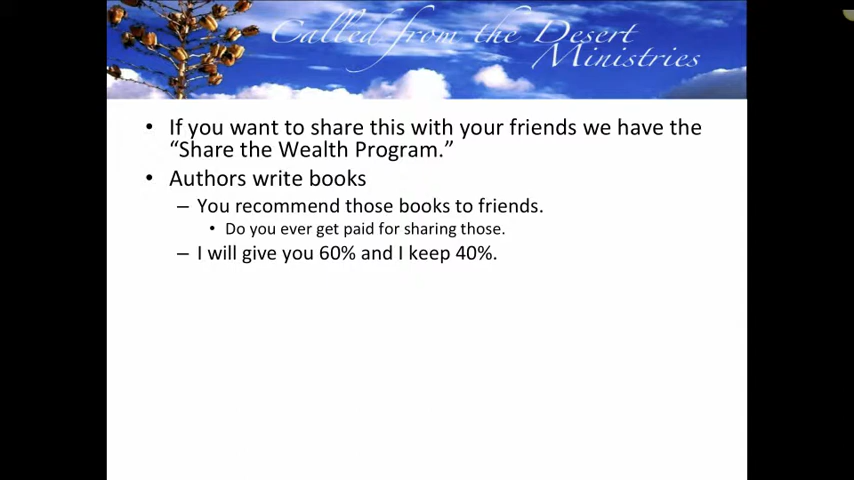 Called from the Desert
Ministries
• If you want to share this with your friends we have the
“Share the Wealth Program.”
• Authors write books
– You recommend those books to friends.
• Do you ever get paid for sharing those.
– I will give you 60% and I keep 40%.